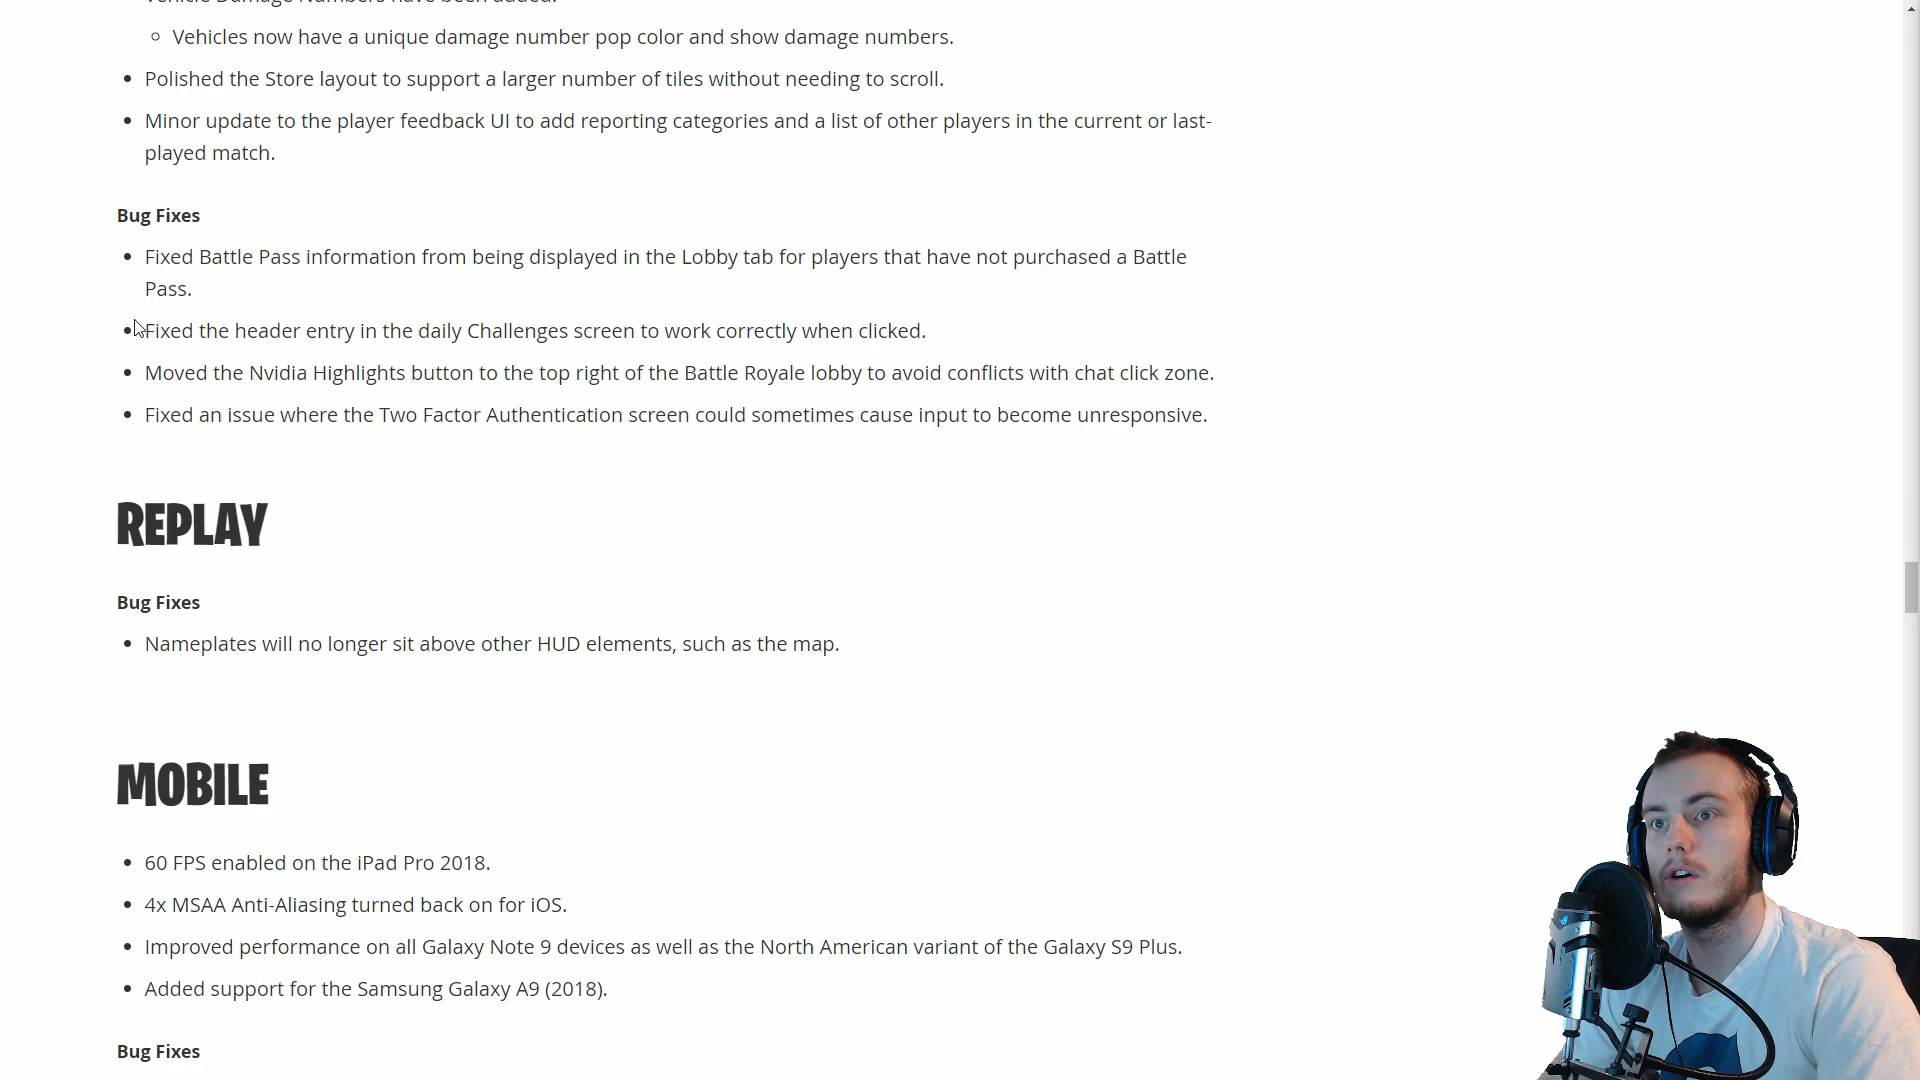 Vehicle Damage Numbers have been added.
Vehicles now have a unique damage number pop color and show damage numbers.
Polished the Store layout to support a larger number of tiles without needing to scroll.
Minor update to the player feedback UI to add reporting categories and a list of other players in the current or last-
played match.
Bug Fixes
Fixed Battle Pass information from being displayed in the Lobby tab for players that have not purchased a Battle
Pass.
Fixed the header entry in the daily Challenges screen to work correctly when clicked.
Moved the Nvidia Highlights button to the top right of the Battle Royale lobby to avoid conflicts with chat click zone.
Fixed an issue where the Two Factor Authentication screen could sometimes cause input to become unresponsive.
REPLAY
Bug Fixes
Nameplates will no longer sit above other HUD elements, such as the map.
MOBILE
60 FPS enabled on the iPad Pro 2018.
4x MSAA Anti-Aliasing turned back on for iOS.
Improved performance on all Galaxy Note 9 devices as well as the North American variant of the Galaxy S9 Plus.
Added support for the Samsung Galaxy A9 (2018).
Bug Fixes